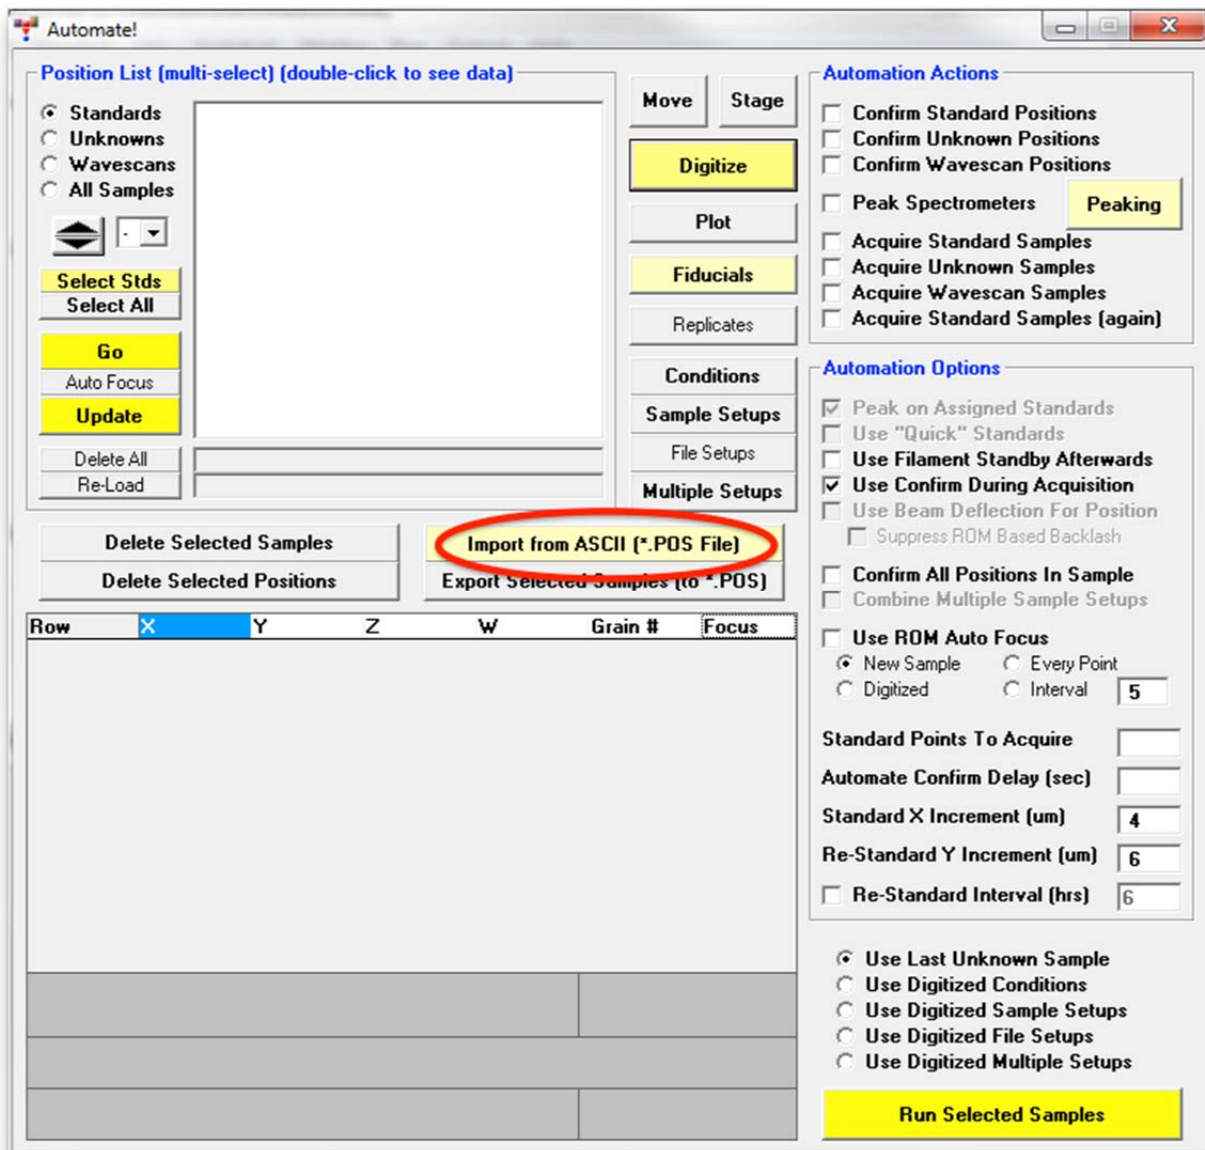 Automate!
Position List (multi-select) (double-click to see data)
Standards
Unknowns
Wavescans
All Samples
-
Select Stds
Select All
Go
Auto Focus
Update
Delete All
Re-Load
Move
Stage
Digitize
Plot
Fiducials
Replicates
Conditions
Sample Setups
File Setups
Multiple Setups
Delete Selected Samples
Import from ASCII (*.POS File)
Delete Selected Positions
Export Selected Samples (to *.POS)
Row X Y Z W Grain # Focus
Automation Actions
Confirm Standard Positions
Confirm Unknown Positions
Confirm Wavescan Positions
Peak Spectrometers
Peaking
Acquire Standard Samples
Acquire Unknown Samples
Acquire Wavescan Samples
Acquire Standard Samples (again)
Automation Options
Peak on Assigned Standards
Use "Quick" Standards
Use Filament Standby Afterwards
Use Confirm During Acquisition
Use Beam Deflection For Position
Suppress ROM Based Backlash
Confirm All Positions In Sample
Combine Multiple Sample Setups
Use ROM Auto Focus
New Sample Every Point
Digitized Interval 5
Standard Points To Acquire
Automate Confirm Delay (sec)
Standard X Increment (um) 4
Re-Standard Y Increment (um) 6
Re-Standard Interval (hrs) 6
Use Last Unknown Sample
Use Digitized Conditions
Use Digitized Sample Setups
Use Digitized File Setups
Use Digitized Multiple Setups
Run Selected Samples